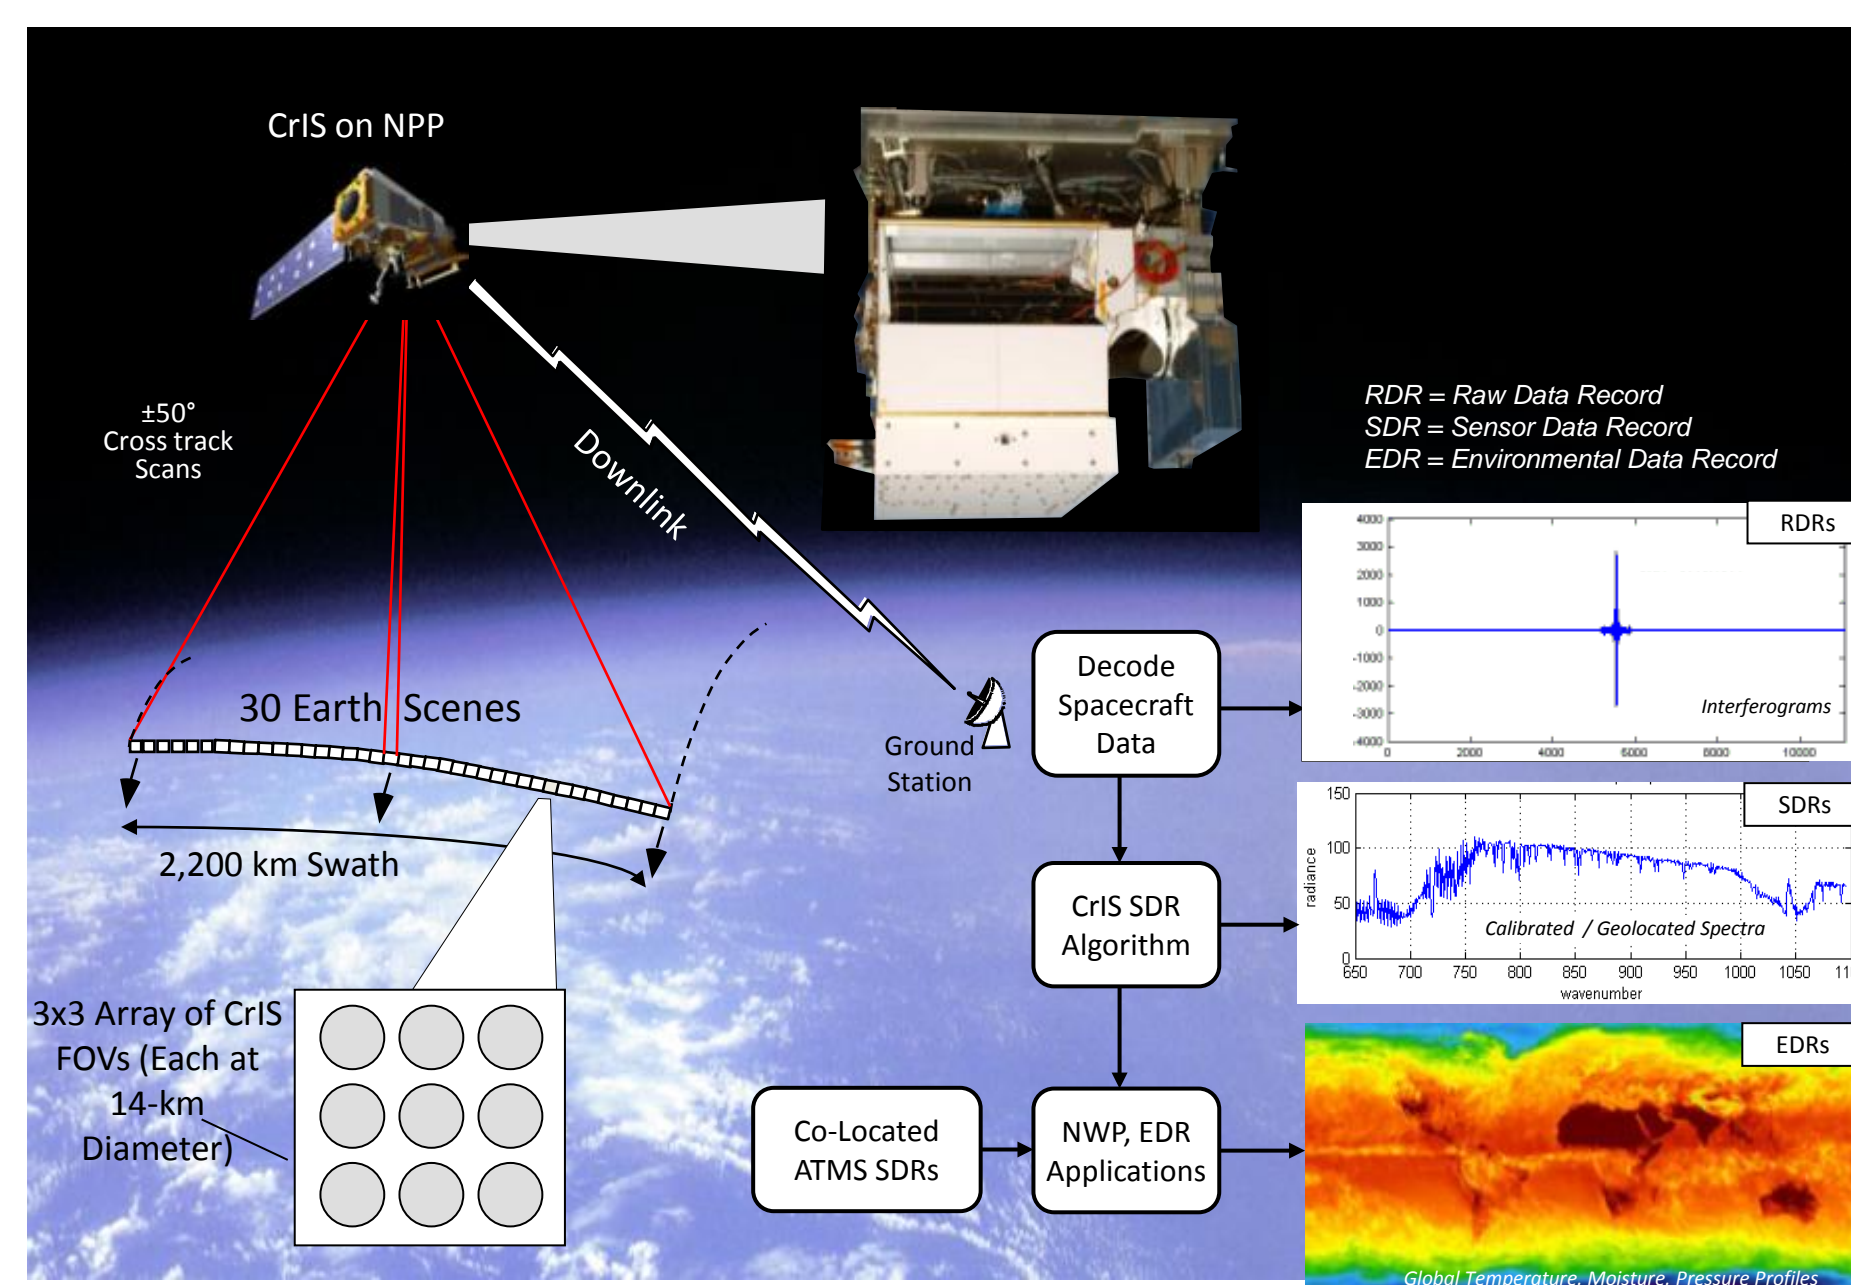 CrIS on NPP
±50°
Cross track
Scans
Downlink
RDR = Raw Data Record
SDR = Sensor Data Record
EDR = Environmental Data Record
30 Earth Scenes
2,200 km Swath
3x3 Array of CrIS
FOVs (Each at
14-km
Diameter)
Ground
Station
Decode
Spacecraft
Data
CrIS SDR
Algorithm
Co-Located
ATMS SDRs
NWP, EDR
Applications
RDRs
4000
3000
2000
1000
0
-1000
-2000
-3000
-4000
0 2000 4000 6000 8000 10000
Interferograms
SDRs
150
100
50
0
radiance
Calibrated / Geolocated Spectra
650 700 750 800 850 900 950 1000 1050
wavenumber
EDRs
Global Temperature, Moisture, Pressure Profiles